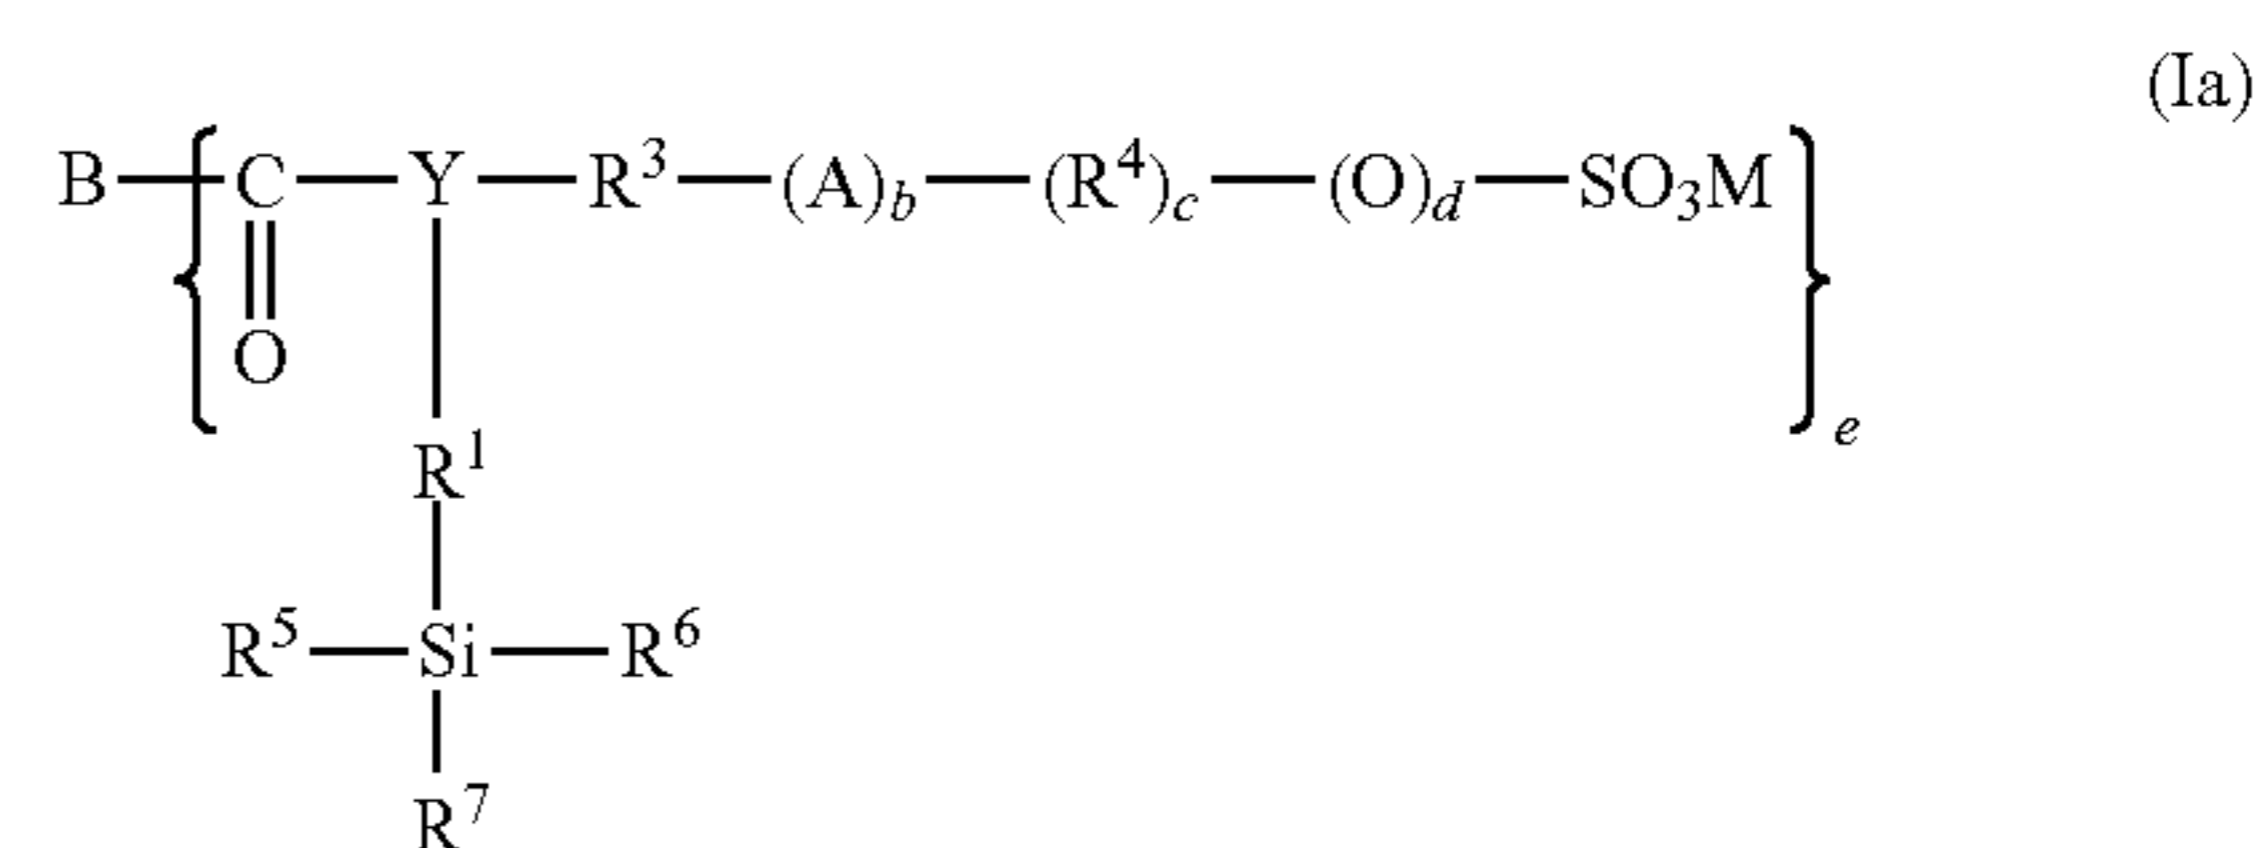 (Ia)
B—{C—Y—R³—(A)b—(R⁴)c—(O)d—SO₃M}e
O
R¹
R⁵—Si—R⁶
R⁷